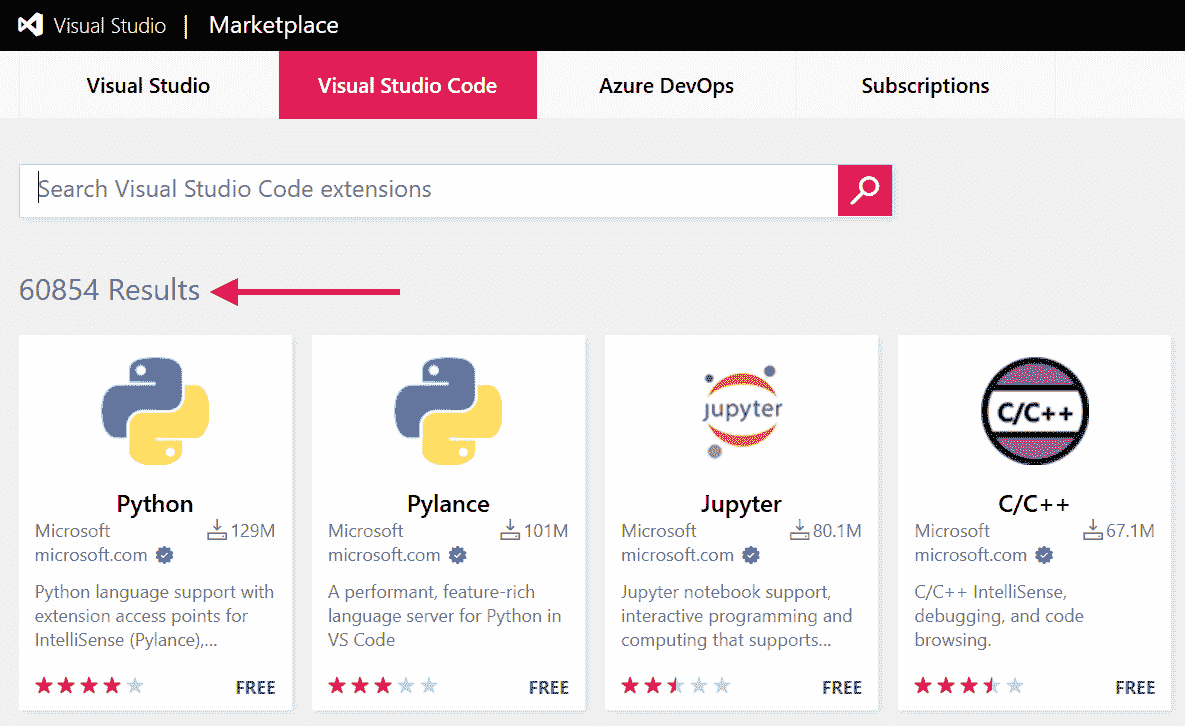 Visual Studio | Marketplace
Visual Studio
Visual Studio Code
Azure DevOps
Subscriptions
Search Visual Studio Code extensions
60854 Results
Python
Microsoft 129M
microsoft.com
Python language support with
extension access points for
IntelliSense (Pylance),...
FREE
Pylance
Microsoft 101M
microsoft.com
A performant, feature-rich
language server for Python in
VS Code
FREE
jupyter
Jupyter
Microsoft 80.1M
microsoft.com
Jupyter notebook support,
interactive programming and
computing that supports...
FREE
C/C++
C/C++
Microsoft 67.1M
microsoft.com
C/C++ IntelliSense,
debugging, and code
browsing.
FREE